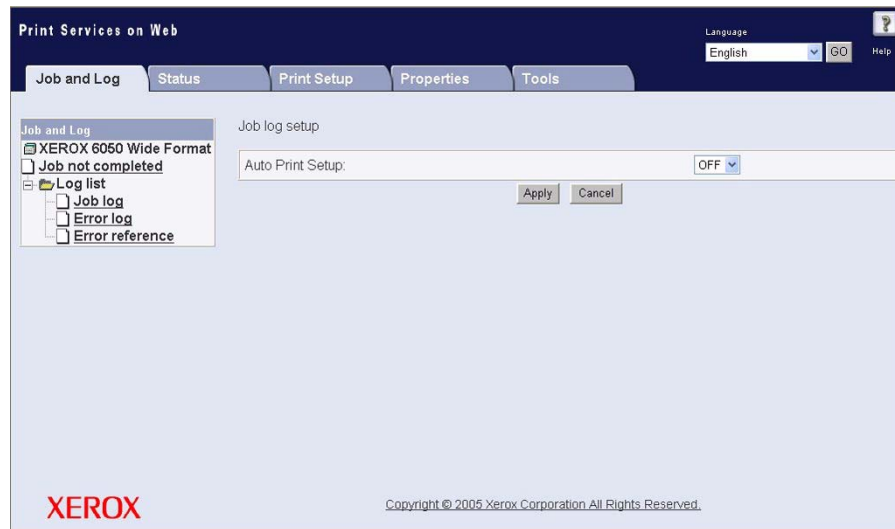 Print Services on Web
Language
English
GO
?
Help
Job and Log
Status
Print Setup
Properties
Tools
Job and Log
XEROX 6050 Wide Format
Job not completed
Log list
Job log
Error log
Error reference
Job log setup
Auto Print Setup:
OFF
Apply
Cancel
XEROX
Copyright © 2005 Xerox Corporation All Rights Reserved.